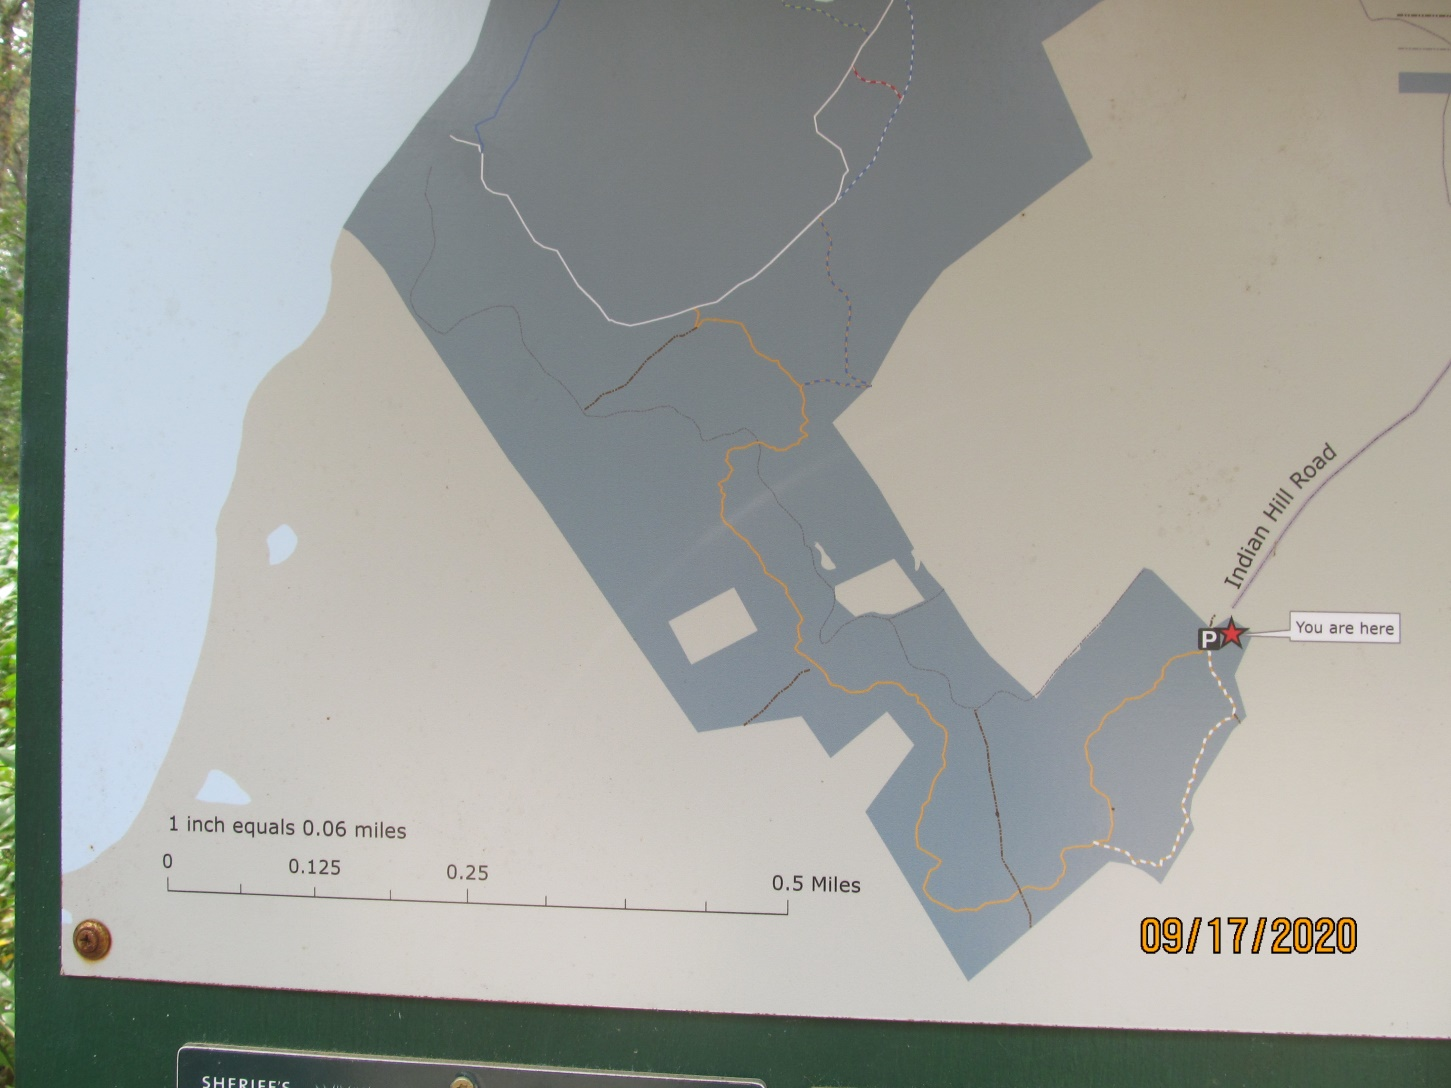 Indian Hill Road
P
You are here
1 inch equals 0.06 miles
0 0.125 0.25 0.5 Miles
09/17/2020
SHERIFF'S